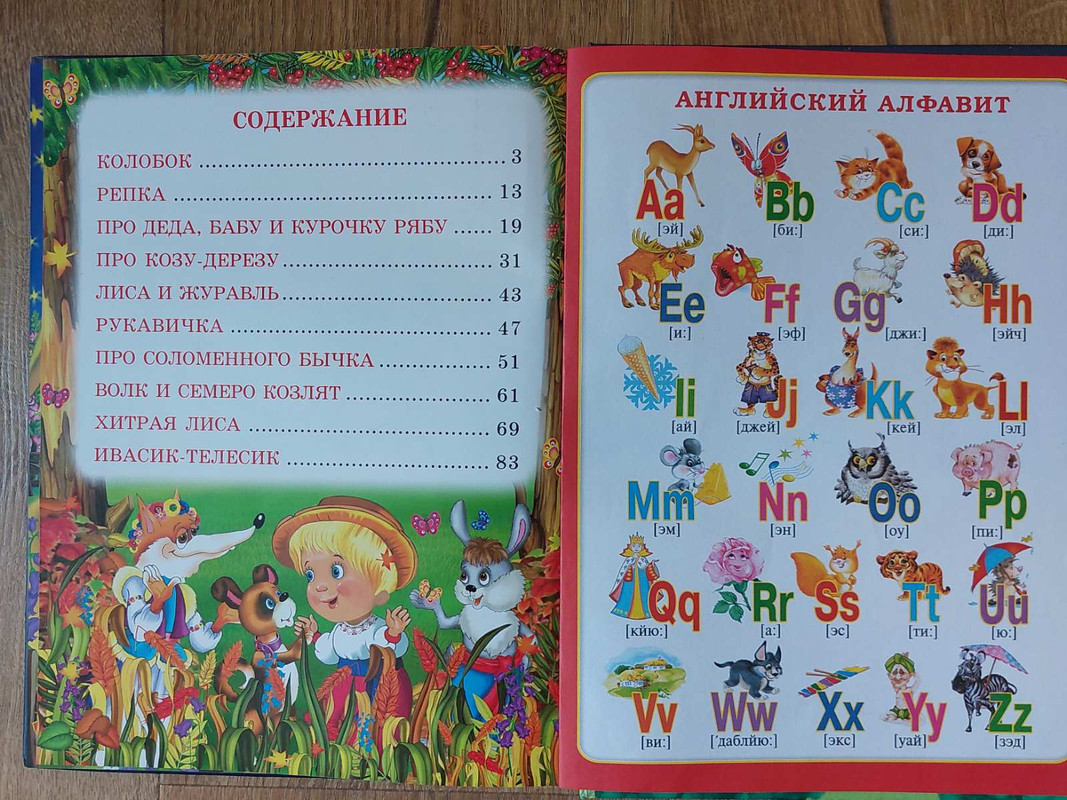 СОДЕРЖАНИЕ
КОЛОБОК ................................................ 3
РЕПКА .................................................... 13
ПРО ДЕДА, БАБУ И КУРОЧКУ РЯБУ ...... 19
ПРО КОЗУ-ДЕРЕЗУ ................................. 31
ЛИСА И ЖУРАВЛЬ ................................. 43
РУКАВИЧКА ......................................... 47
ПРО СОЛОМЕННОГО БЫЧКА ................. 51
ВОЛК И СЕМЕРО КОЗЛЯТ ....................... 61
ХИТРАЯ ЛИСА ...................................... 69
ИВАСИК-ТЕЛЕСИК ................................ 83
АНГЛИЙСКИЙ АЛФАВИТ
Aa Bb Cc Dd
[эй] [би:] [си:] [ди:]
Ee Ff Gg Hh
[и:] [эф] [джи:] [эйч]
Ii Jj Kk Ll
[ай] [джей] [кей] [эл]
Mm Nn Oo Pp
[эм] [эн] [оу] [пи:]
Qq Rr Ss Tt Uu
[кйю:] [а:] [эс] [ти:] [ю:]
Vv Ww Xx Yy Zz
[ви:] ['даблйю:] [экс] [уай] [зэд]